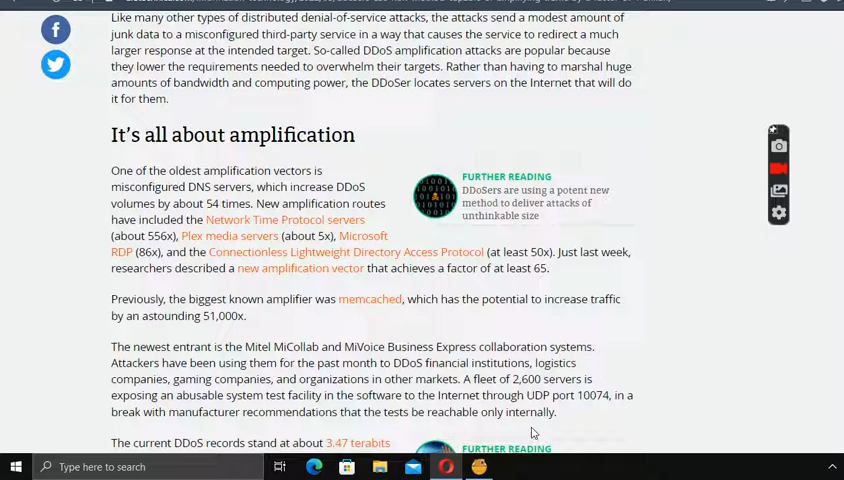 Like many other types of distributed denial-of-service attacks, the attacks send a modest amount of
junk data to a misconfigured third-party service in a way that causes the service to redirect a much
larger response at the intended target. So-called DDoS amplification attacks are popular because
they lower the requirements needed to overwhelm their targets. Rather than having to marshal huge
amounts of bandwidth and computing power, the DDoSer locates servers on the Internet that will do
it for them.
It's all about amplification
One of the oldest amplification vectors is
misconfigured DNS servers, which increase DDoS
volumes by about 54 times. New amplification routes
have included the Network Time Protocol servers
(about 556x), Plex media servers (about 5x), Microsoft
RDP (86x), and the Connectionless Lightweight Directory Access Protocol (at least 50x). Just last week,
researchers described a new amplification vector that achieves a factor of at least 65.
FURTHER READING
DDoSers are using a potent new
method to deliver attacks of
unthinkable size
Previously, the biggest known amplifier was memcached, which has the potential to increase traffic
by an astounding 51,000x.
The newest entrant is the Mitel MiCollab and MiVoice Business Express collaboration systems.
Attackers have been using them for the past month to DDoS financial institutions, logistics
companies, gaming companies, and organizations in other markets. A fleet of 2,600 servers is
exposing an abusable system test facility in the software to the Internet through UDP port 10074, in a
break with manufacturer recommendations that the tests be reachable only internally.
The current DDoS records stand at about 3.47 terabits
FURTHER READING
Type here to search